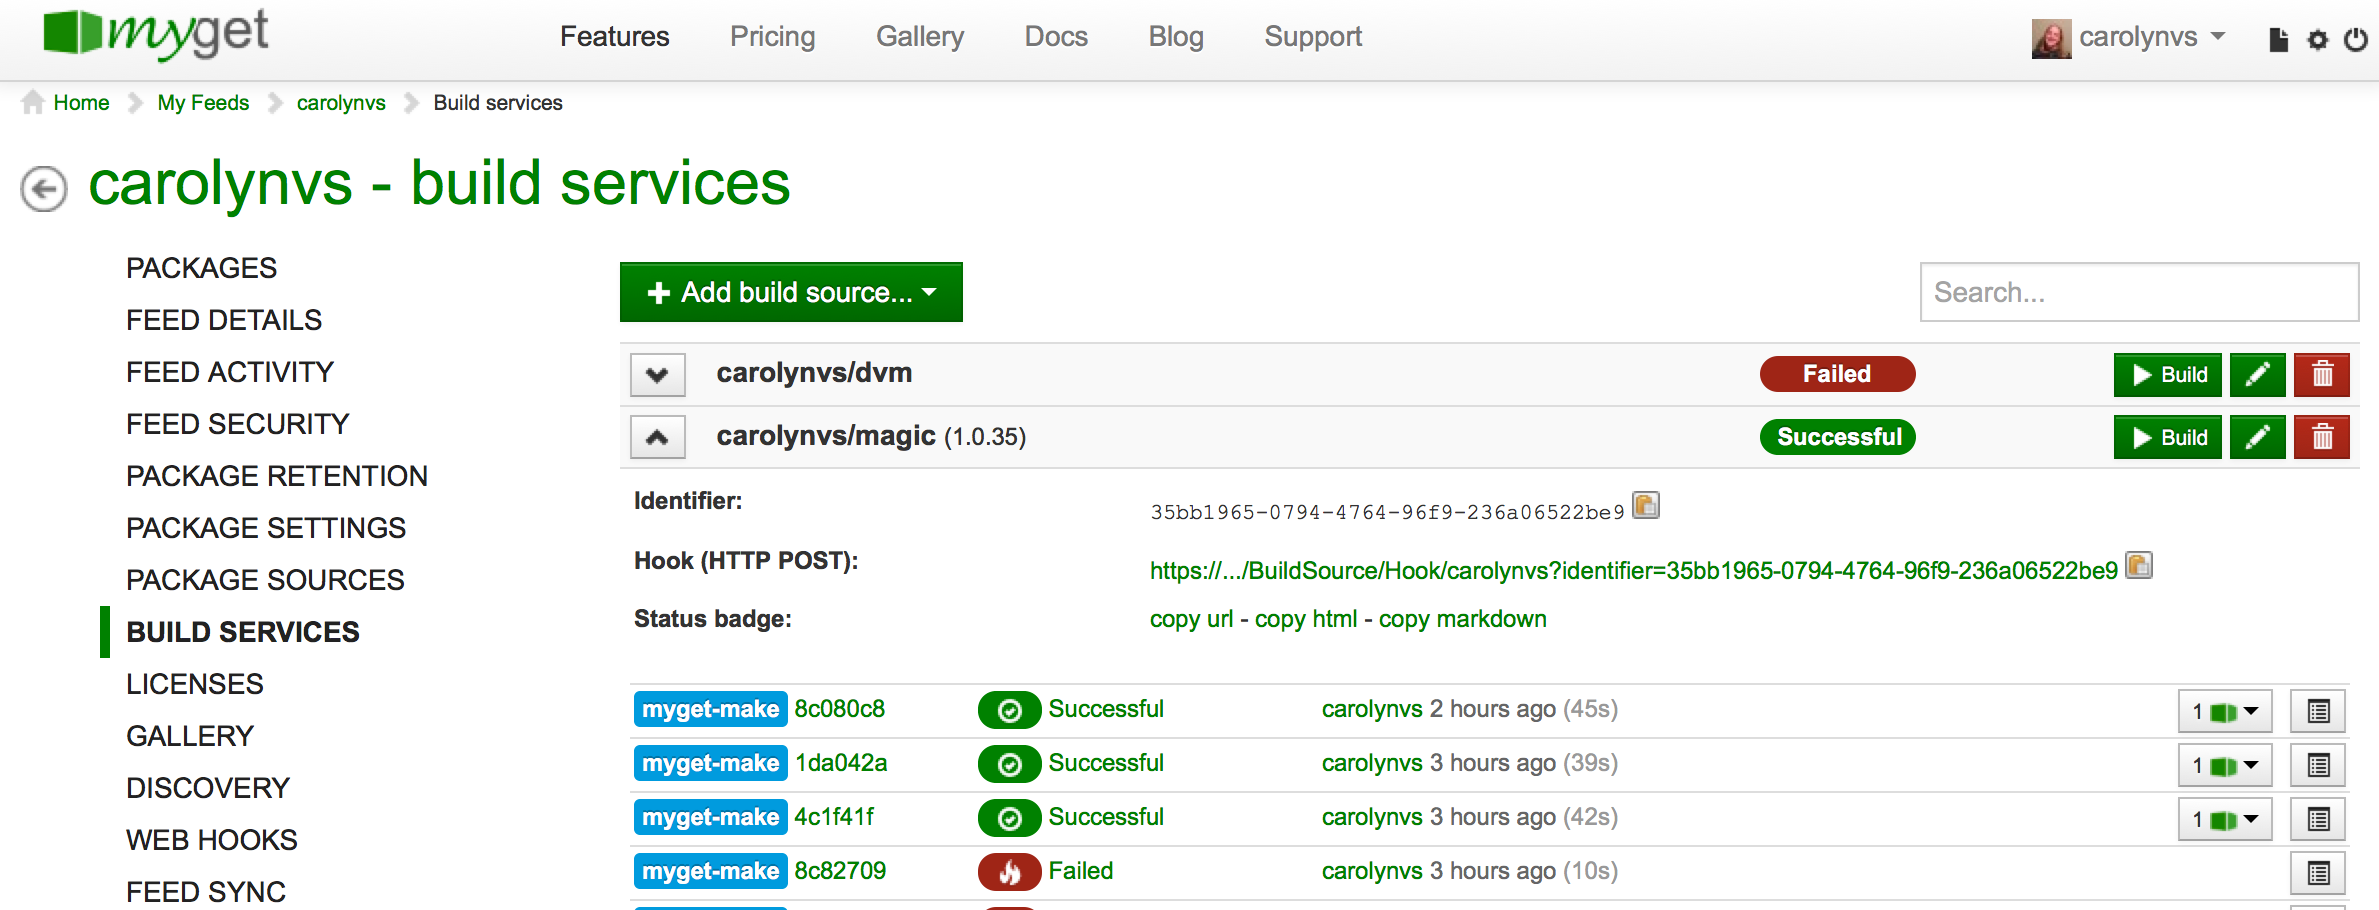 myget
Features Pricing Gallery Docs Blog Support carolynvs
Home My Feeds carolynvs Build services
carolynvs - build services
PACKAGES
FEED DETAILS
FEED ACTIVITY
FEED SECURITY
PACKAGE RETENTION
PACKAGE SETTINGS
PACKAGE SOURCES
BUILD SERVICES
LICENSES
GALLERY
DISCOVERY
WEB HOOKS
FEED SYNC
Add build source... Search...
carolynvs/dvm Failed Build
carolynvs/magic (1.0.35) Successful Build
Identifier: 35bb1965-0794-4764-96f9-236a06522be9
Hook (HTTP POST): https://.../BuildSource/Hook/carolynvs?identifier=35bb1965-0794-4764-96f9-236a06522be9
Status badge: copy url - copy html - copy markdown
myget-make 8c080c8 Successful carolynvs 2 hours ago (45s) 1
myget-make 1da042a Successful carolynvs 3 hours ago (39s) 1
myget-make 4c1f41f Successful carolynvs 3 hours ago (42s) 1
myget-make 8c82709 Failed carolynvs 3 hours ago (10s)